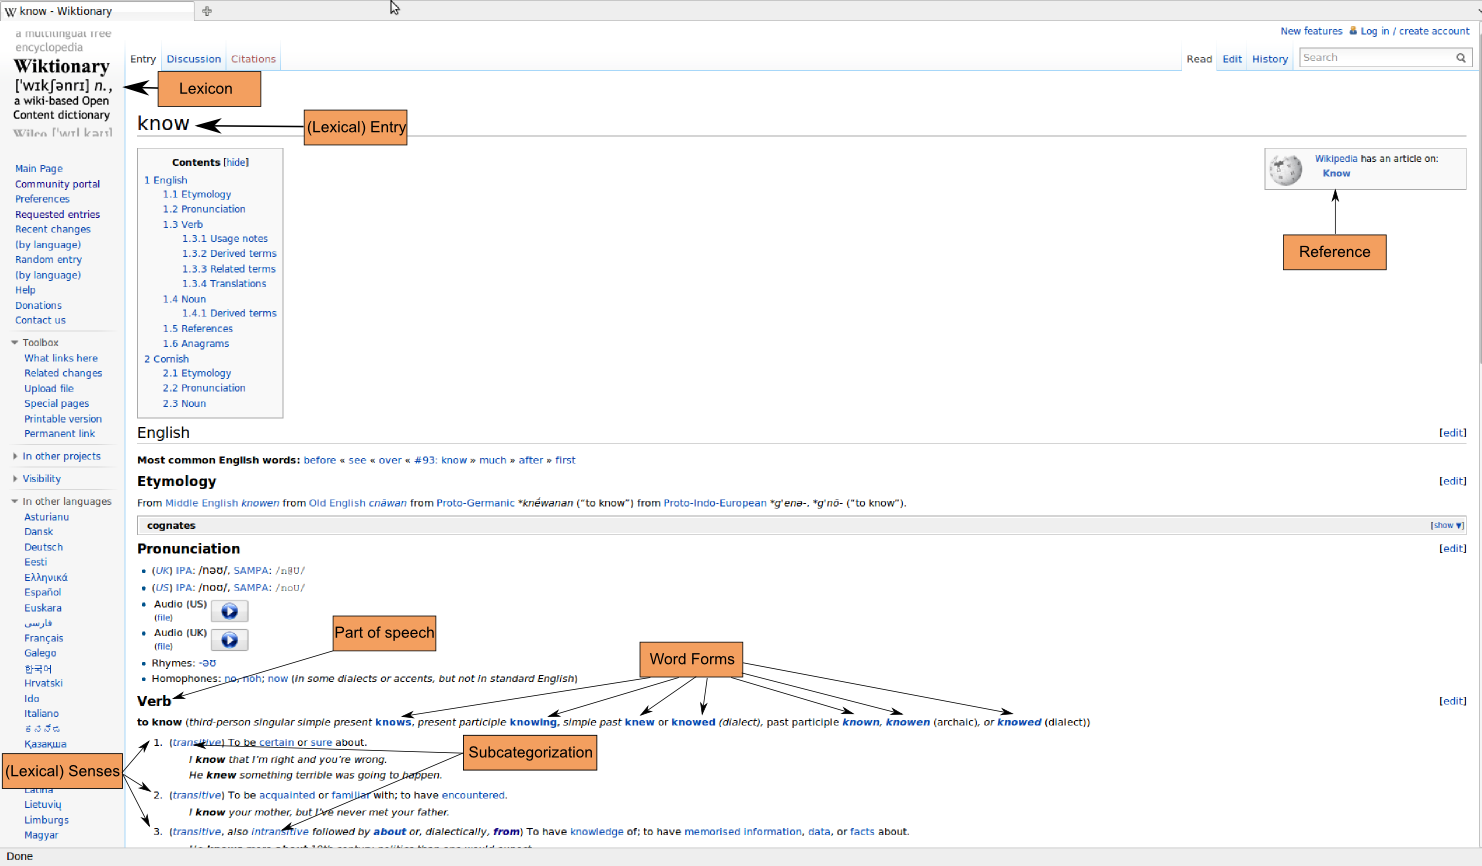 know - Wiktionary
a multilingual free
encyclopedia
Wiktionary
['wɪkʃənrɪ] n.,
a wiki-based Open
Content dictionary
Wilco ['wɪl kəʊ]
New features Log in / create account
Entry Discussion Citations
Read Edit History Search
Lexicon
know
(Lexical) Entry
Main Page
Community portal
Preferences
Requested entries
Recent changes
(by language)
Random entry
(by language)
Help
Donations
Contact us
Toolbox
What links here
Related changes
Upload file
Special pages
Printable version
Permanent link
In other projects
Visibility
In other languages
Asturianu
Dansk
Deutsch
Eesti
Ελληνικά
Español
Euskara
فارسی
Français
Galego
한국어
Hrvatski
Ido
Italiano
ಕನ್ನಡ
Қазақша
(Lexical) Senses
Latina
Lietuvių
Limburgs
Magyar
Contents [hide]
1 English
1.1 Etymology
1.2 Pronunciation
1.3 Verb
1.3.1 Usage notes
1.3.2 Derived terms
1.3.3 Related terms
1.3.4 Translations
1.4 Noun
1.4.1 Derived terms
1.5 References
1.6 Anagrams
2 Cornish
2.1 Etymology
2.2 Pronunciation
2.3 Noun
Wikipedia has an article on:
Know
Reference
English [edit]
Most common English words: before « see « over « #93: know » much » after » first
Etymology [edit]
From Middle English knowen from Old English cnāwan from Proto-Germanic *knēwanan (“to know”) from Proto-Indo-European *g'enə-, *g'nō- (“to know”).
cognates [show ▼]
Pronunciation [edit]
(UK) IPA: /nəʊ/, SAMPA: /n@U/
(US) IPA: /noʊ/, SAMPA: /noU/
Audio (US)
(file)
Audio (UK)
(file)
Rhymes: -əʊ
Homophones: no, noh; now (In some dialects or accents, but not in standard English)
Part of speech
Word Forms
Verb [edit]
to know (third-person singular simple present knows, present participle knowing, simple past knew or knowed (dialect), past participle known, knowen (archaic), or knowed (dialect))
1. (transitive) To be certain or sure about.
I know that I'm right and you're wrong.
He knew something terrible was going to happen.
Subcategorization
2. (transitive) To be acquainted or familiar with; to have encountered.
I know your mother, but I've never met your father.
3. (transitive, also intransitive followed by about or, dialectically, from) To have knowledge of; to have memorised information, data, or facts about.
He knows more about 19th century politics than one would expect.
Done